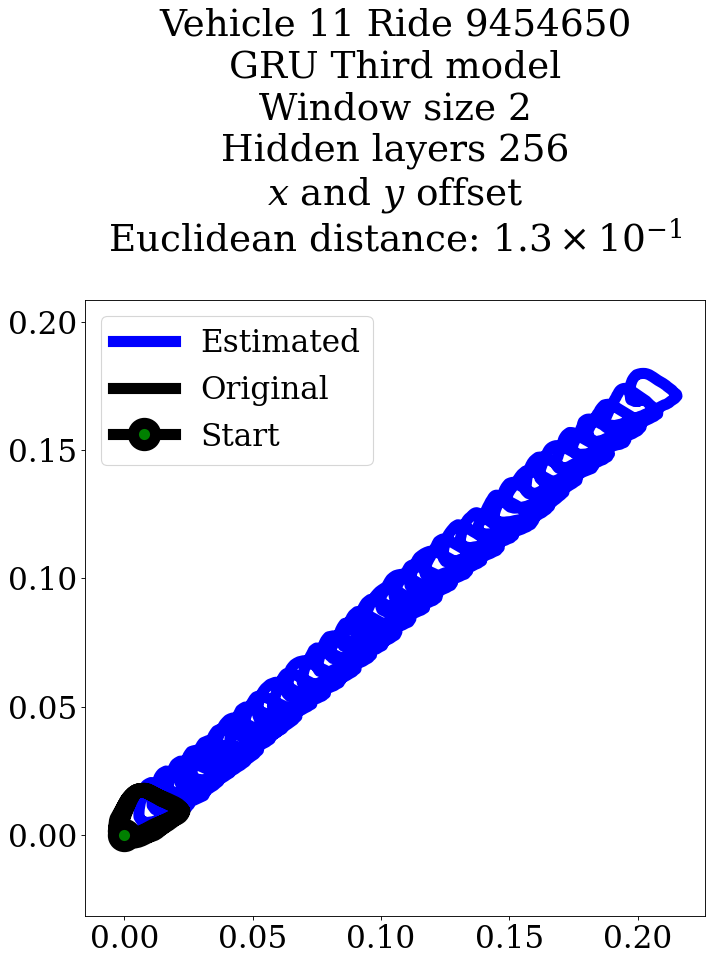 Vehicle 11 Ride 9454650
GRU Third model
Window size 2
Hidden layers 256
x and y offset
Euclidean distance: 1.3 × 10⁻¹
Estimated
Original
Start
0.20
0.15
0.10
0.05
0.00
0.00 0.05 0.10 0.15 0.20